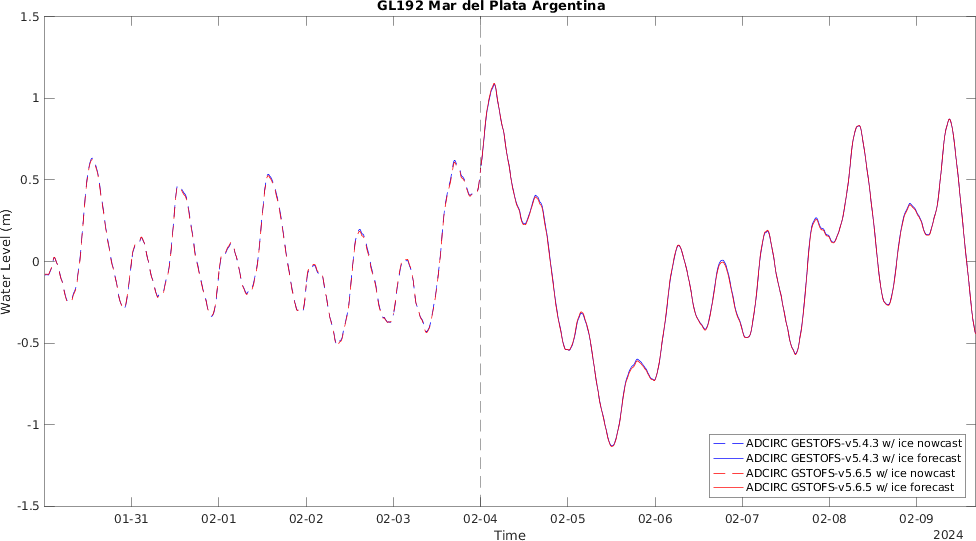 GL192 Mar del Plata Argentina
1.5
1
0.5
0
-0.5
-1
-1.5
Water Level (m)
ADCIRC GESTOFS-v5.4.3 w/ ice nowcast
ADCIRC GESTOFS-v5.4.3 w/ ice forecast
ADCIRC GSTOFS-v5.6.5 w/ ice nowcast
ADCIRC GSTOFS-v5.6.5 w/ ice forecast
01-31 02-01 02-02 02-03 02-04 02-05 02-06 02-07 02-08 02-09
Time
2024